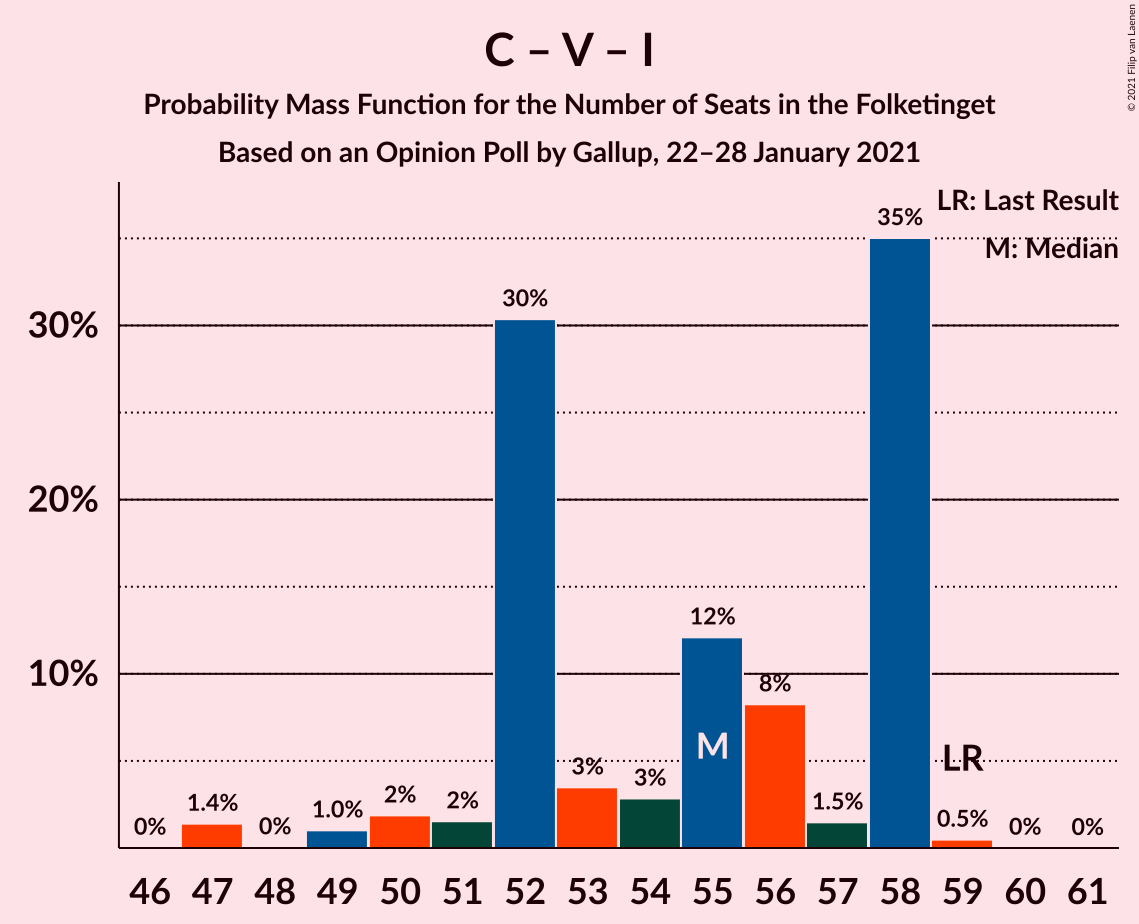 C – V – I
Probability Mass Function for the Number of Seats in the Folketinget
Based on an Opinion Poll by Gallup, 22–28 January 2021
© 2021 Filip van Laenen
LR: Last Result
M: Median
30%
20%
10%
0%
1.4%
0%
1.0%
2%
2%
30%
3%
3%
12%
8%
1.5%
35%
0.5%
0%
0%
M
LR
46 47 48 49 50 51 52 53 54 55 56 57 58 59 60 61